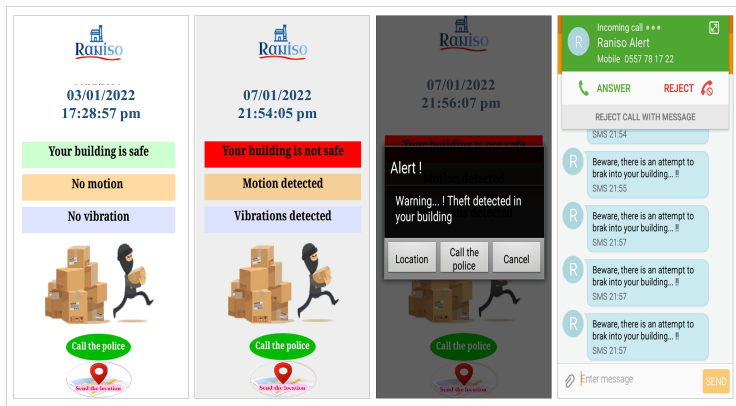 Raniso
03/01/2022
17:28:57 pm
Your building is safe
No motion
No vibration
Call the police
Send the location
Raniso
07/01/2022
21:54:05 pm
Your building is not safe
Motion detected
Vibrations detected
Call the police
Send the location
Raniso
07/01/2022
21:56:07 pm
Your building is not safe
Alert !
Warning... ! Theft detected in
your building
Location
Call the
police
Cancel
Call the police
Send the location
Incoming call
R
Raniso Alert
Mobile 0557 78 17 22
ANSWER
REJECT
REJECT CALL WITH MESSAGE
SMS 21:54
R
Beware, there is an attempt to
brak into your building... !!
SMS 21:55
R
Beware, there is an attempt to
brak into your building... !!
SMS 21:57
R
Beware, there is an attempt to
brak into your building... !!
SMS 21:57
R
Beware, there is an attempt to
brak into your building... !!
SMS 21:57
Enter message
SEND